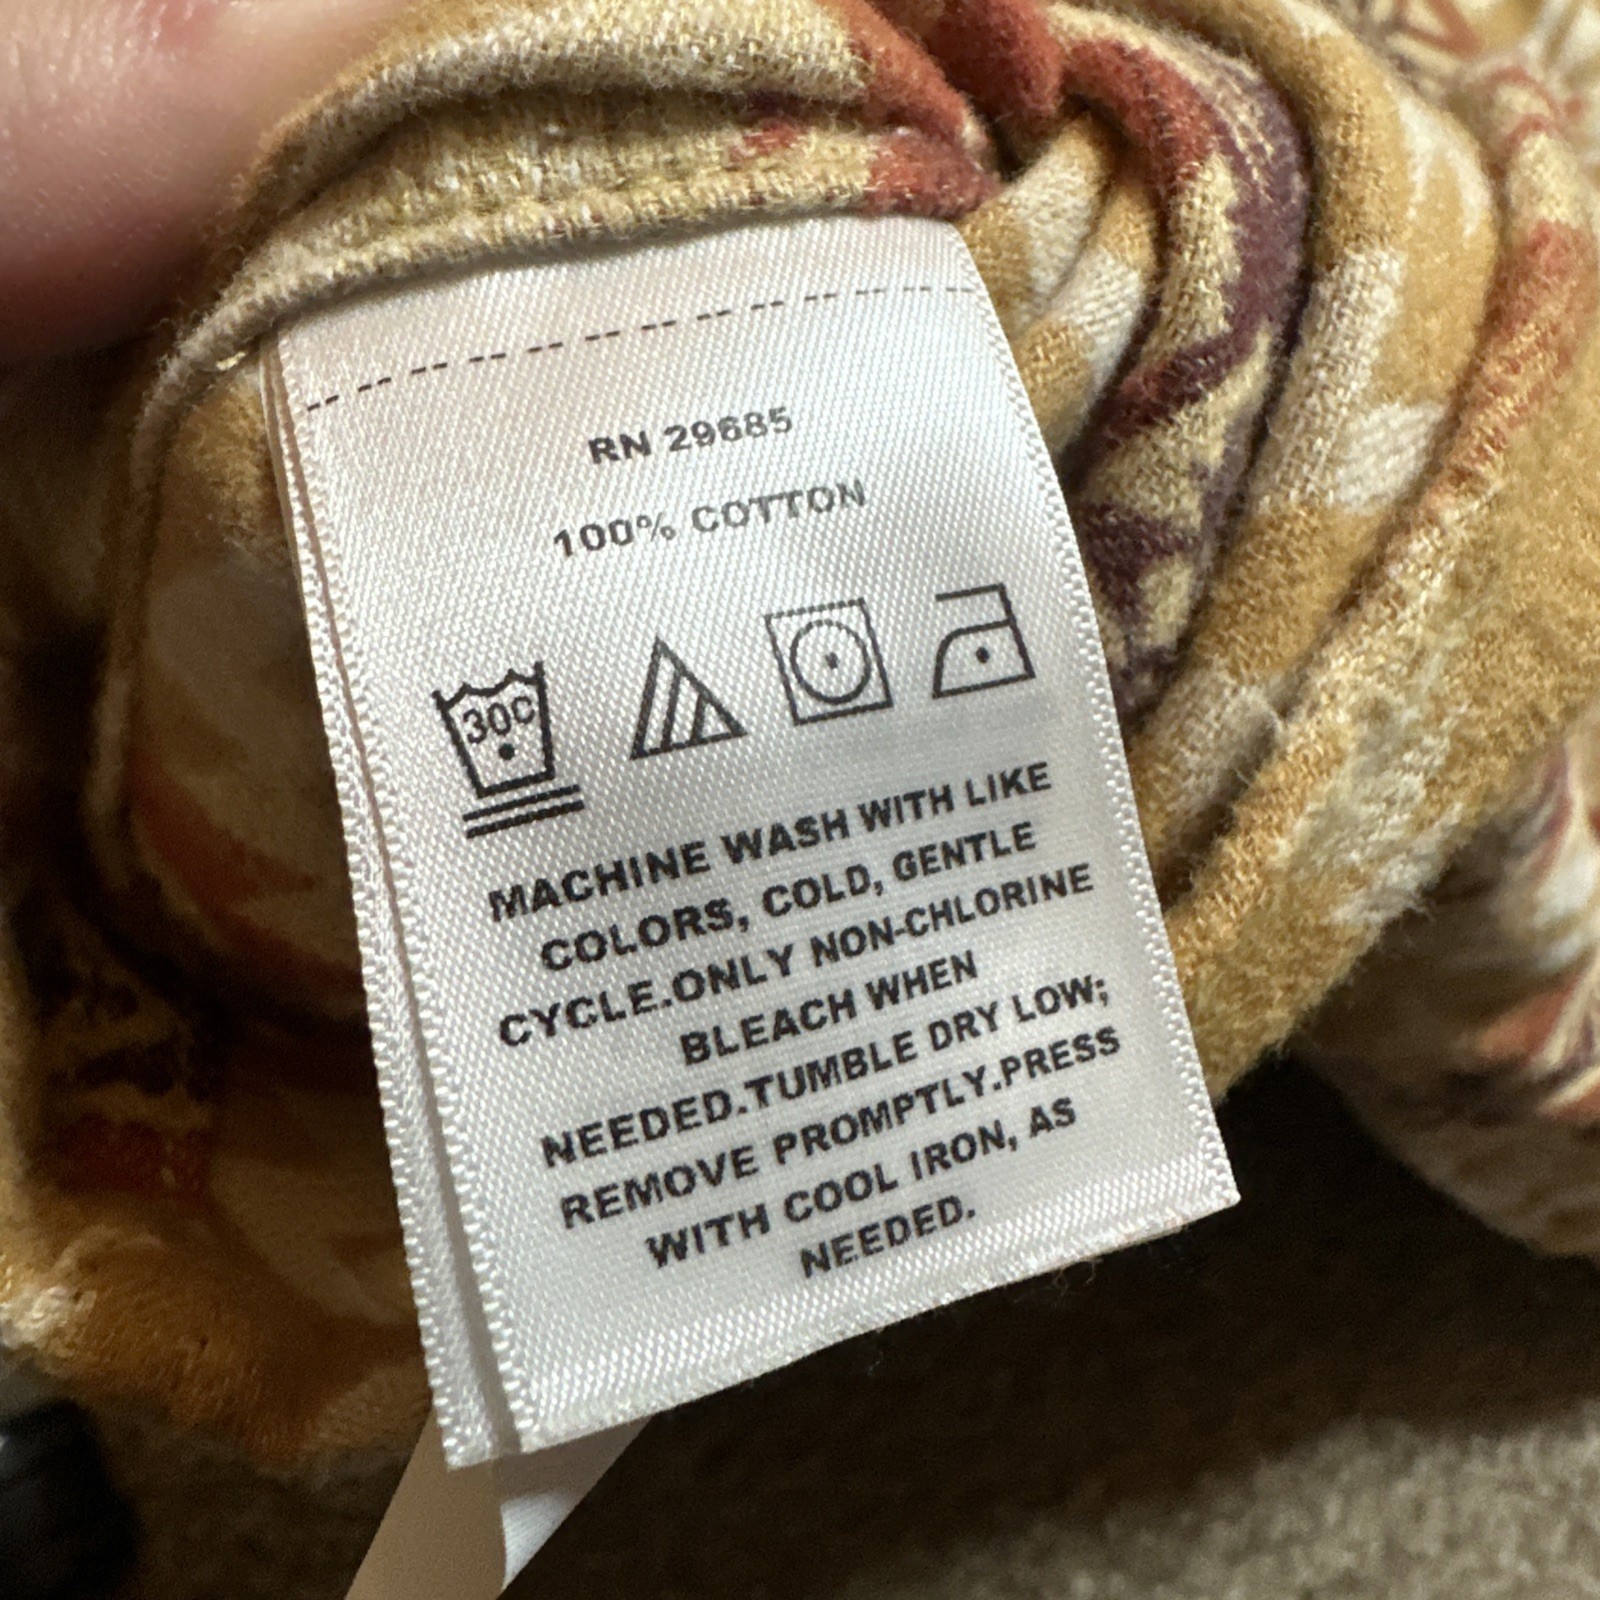 RN 29685
100% COTTON
30C
MACHINE WASH WITH LIKE
COLORS, COLD, GENTLE
CYCLE.ONLY NON-CHLORINE
BLEACH WHEN
NEEDED.TUMBLE DRY LOW;
REMOVE PROMPTLY.PRESS
WITH COOL IRON, AS
NEEDED.